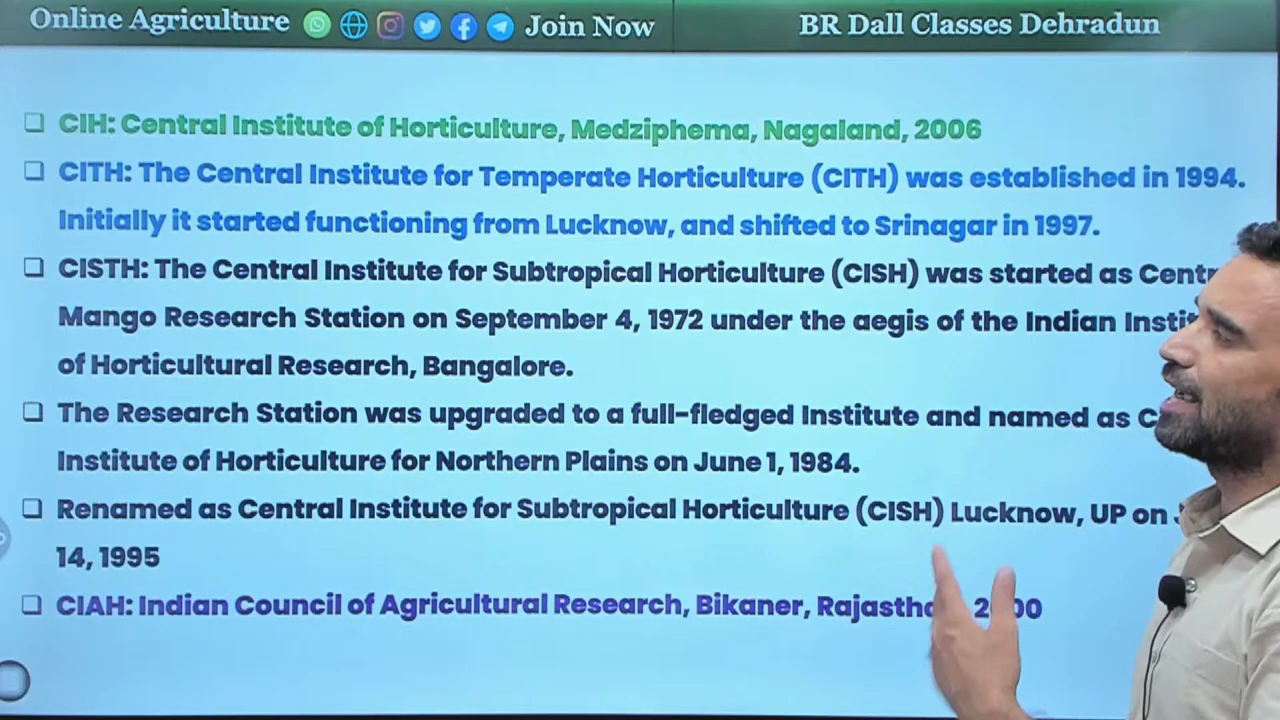 Online Agriculture Join Now BR Dall Classes Dehradun
CIH: Central Institute of Horticulture, Medziphema, Nagaland, 2006
CITH: The Central Institute for Temperate Horticulture (CITH) was established in 1994.
Initially it started functioning from Lucknow, and shifted to Srinagar in 1997.
CISTH: The Central Institute for Subtropical Horticulture (CISH) was started as
Mango Research Station on September 4, 1972 under the aegis of the Indian
of Horticultural Research, Bangalore.
The Research Station was upgraded to a full-fledged Institute and named as
Institute of Horticulture for Northern Plains on June 1, 1984.
Renamed as Central Institute for Subtropical Horticulture (CISH) Lucknow, UP on
14, 1995
CIAH: Indian Council of Agricultural Research, Bikaner,